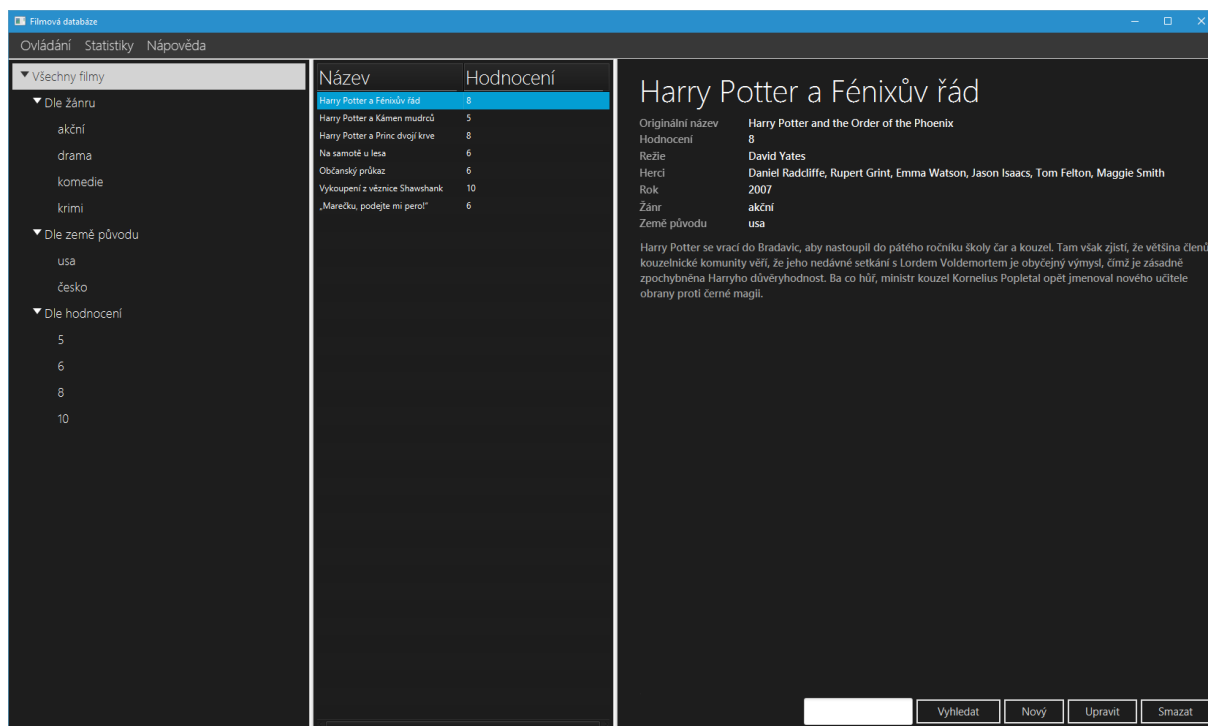 Filmová databáze
Ovládání Statistiky Nápověda
Všechny filmy
Dle žánru
akční
drama
komedie
krimi
Dle země původu
usa
česko
Dle hodnocení
5
6
8
10
Název Hodnocení
Harry Potter a Fénixův řád 8
Harry Potter a Kámen mudrců 5
Harry Potter a Princ dvojí krve 8
Na samotě u lesa 6
Občanský průkaz 6
Vykoupení z věznice Shawshank 10
„Marečku, podejte mi pero!" 6
Harry Potter a Fénixův řád
Originální název Harry Potter and the Order of the Phoenix
Hodnocení 8
Režie David Yates
Herci Daniel Radcliffe, Rupert Grint, Emma Watson, Jason Isaacs, Tom Felton, Maggie Smith
Rok 2007
Žánr akční
Země původu usa
Harry Potter se vrací do Bradavic, aby nastoupil do pátého ročníku školy čar a kouzel. Tam však zjistí, že většina členů
kouzelnické komunity věří, že jeho nedávné setkání s Lordem Voldemortem je obyčejný výmysl, čímž je zásadně
zpochybněna Harryho důvěryhodnost. Ba co hůř, ministr kouzel Kornelius Popletal opět jmenoval nového učitele
obrany proti černé magii.
Vyhledat Nový Upravit Smazat